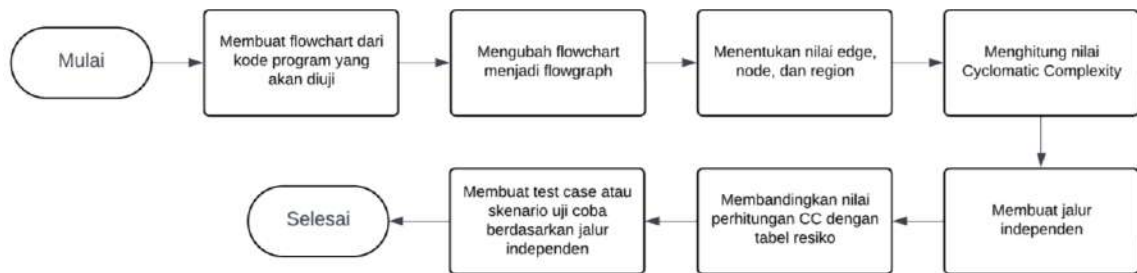 Mulai
Membuat flowchart dari
kode program yang
akan diuji
Mengubah flowchart
menjadi flowgraph
Menentukan nilai edge,
node, dan region
Menghitung nilai
Cyclomatic Complexity
Membuat jalur
independen
Membandingkan nilai
perhitungan CC dengan
tabel resiko
Membuat test case atau
skenario uji coba
berdasarkan jalur
independen
Selesai